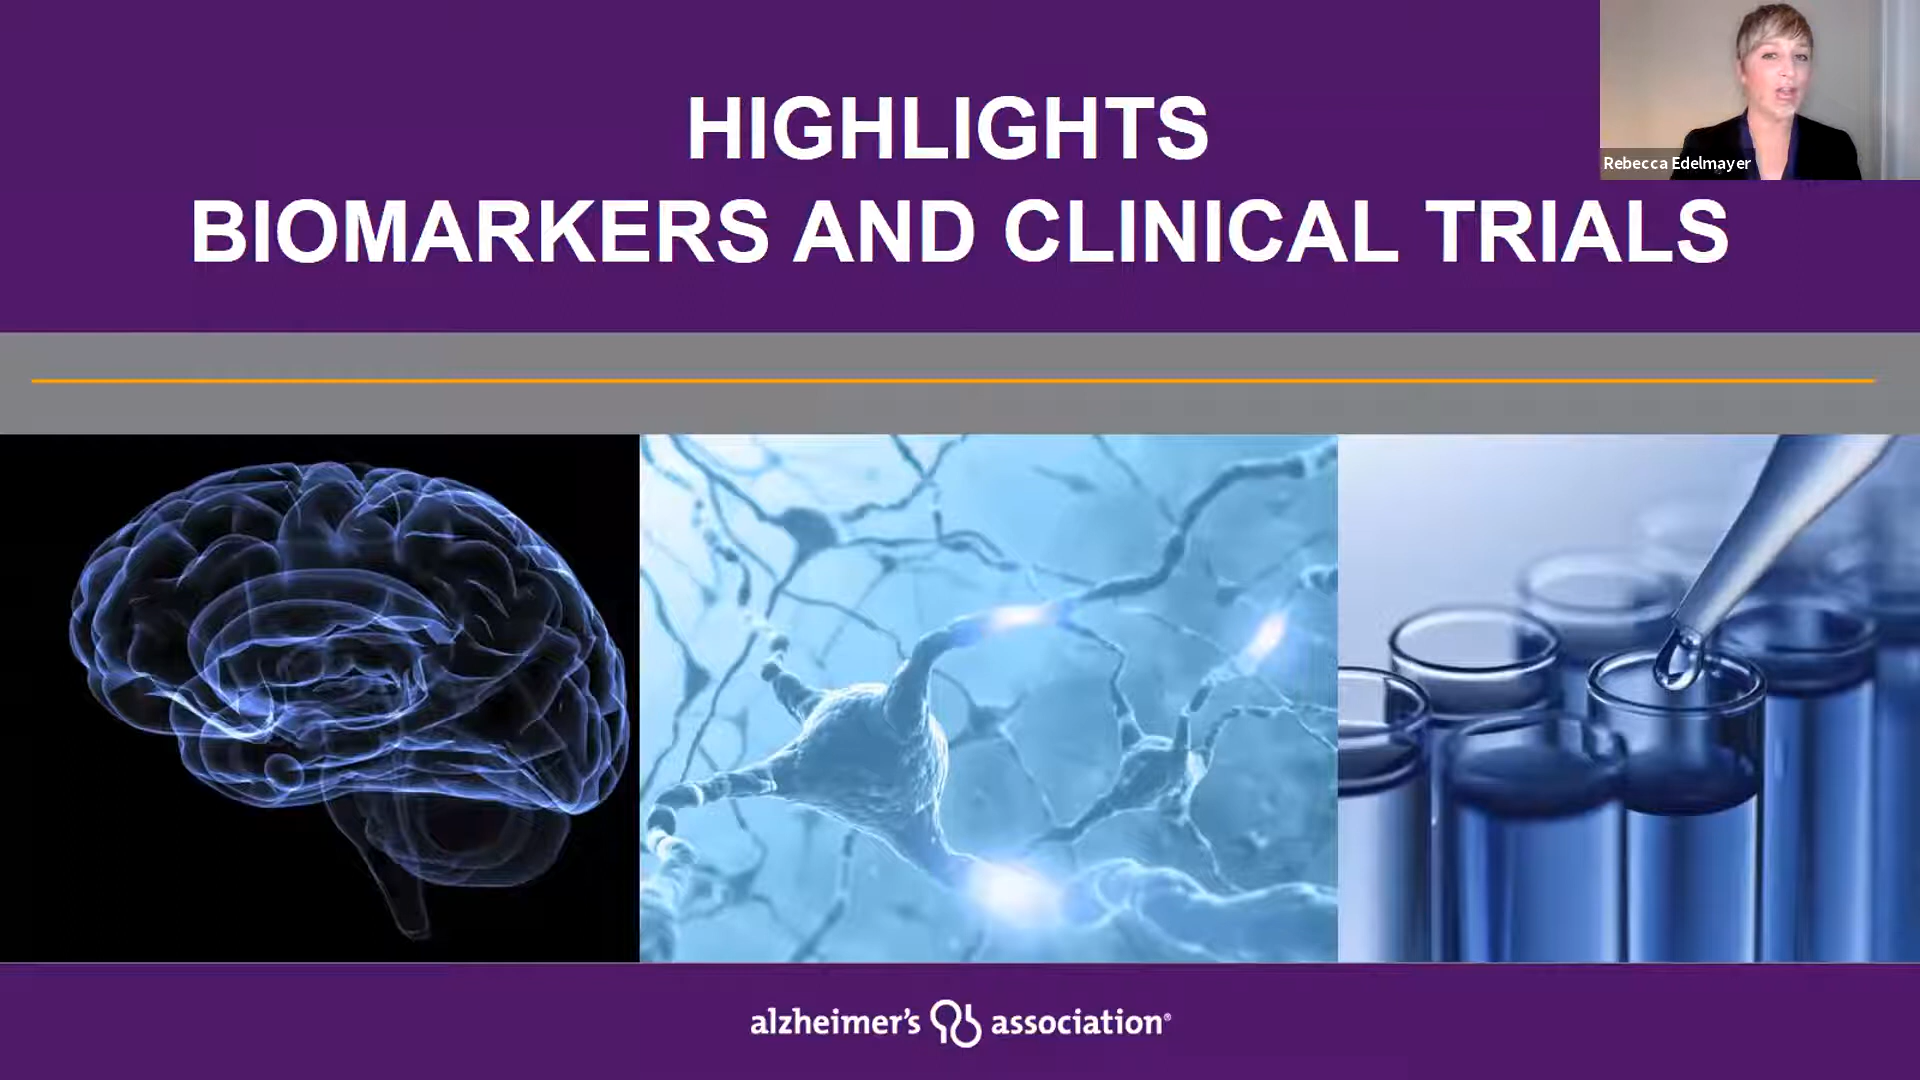 HIGHLIGHTS
BIOMARKERS AND CLINICAL TRIALS
Rebecca Edelmayer
alzheimer's association®